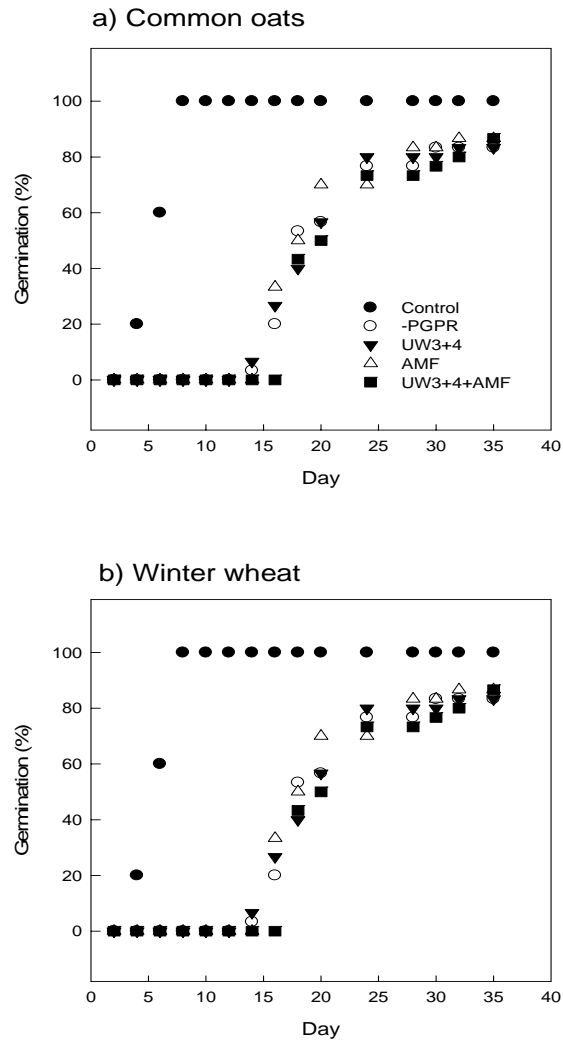 a) Common oats
100
80
60
40
20
0
Germination (%)
Control
-PGPR
UW3+4
AMF
UW3+4+AMF
0 5 10 15 20 25 30 35 40
Day
b) Winter wheat
100
80
60
40
20
0
Germination (%)
0 5 10 15 20 25 30 35 40
Day